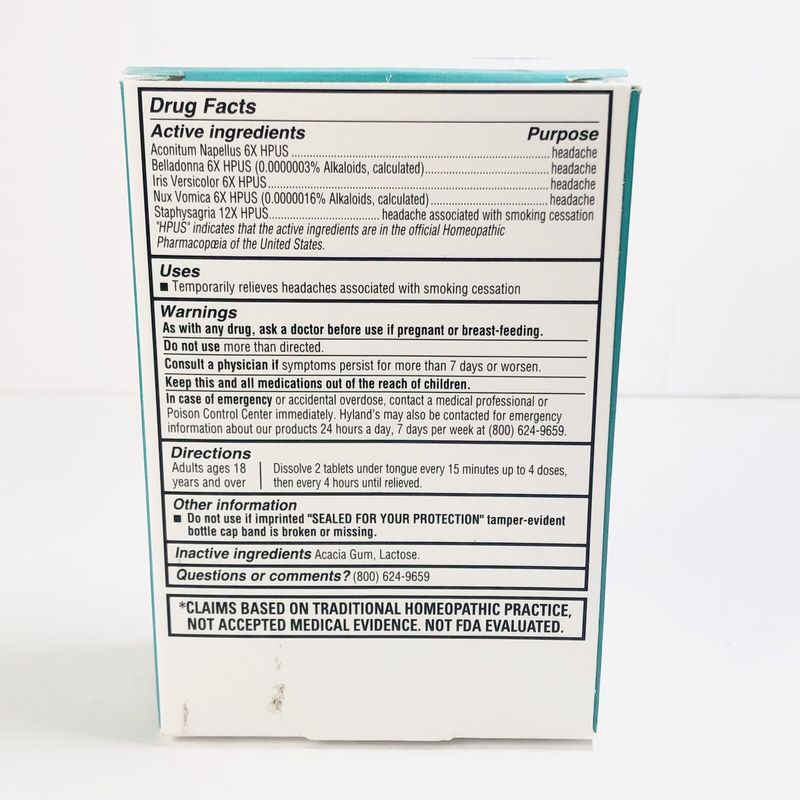 Drug Facts
Active ingredients Purpose
Aconitum Napellus 6X HPUS headache
Belladonna 6X HPUS (0.0000003% Alkaloids, calculated) headache
Iris Versicolor 6X HPUS headache
Nux Vomica 6X HPUS (0.0000016% Alkaloids, calculated) headache
Staphysagria 12X HPUS headache associated with smoking cessation
"HPUS" indicates that the active ingredients are in the official Homeopathic
Pharmacopœia of the United States.
Uses
■ Temporarily relieves headaches associated with smoking cessation
Warnings
As with any drug, ask a doctor before use if pregnant or breast-feeding.
Do not use more than directed.
Consult a physician if symptoms persist for more than 7 days or worsen.
Keep this and all medications out of the reach of children.
In case of emergency or accidental overdose, contact a medical professional or
Poison Control Center immediately. Hyland's may also be contacted for emergency
information about our products 24 hours a day, 7 days per week at (800) 624-9659.
Directions
Adults ages 18 Dissolve 2 tablets under tongue every 15 minutes up to 4 doses,
years and over then every 4 hours until relieved.
Other information
■ Do not use if imprinted "SEALED FOR YOUR PROTECTION" tamper-evident
bottle cap band is broken or missing.
Inactive ingredients Acacia Gum, Lactose.
Questions or comments? (800) 624-9659
*CLAIMS BASED ON TRADITIONAL HOMEOPATHIC PRACTICE,
NOT ACCEPTED MEDICAL EVIDENCE. NOT FDA EVALUATED.